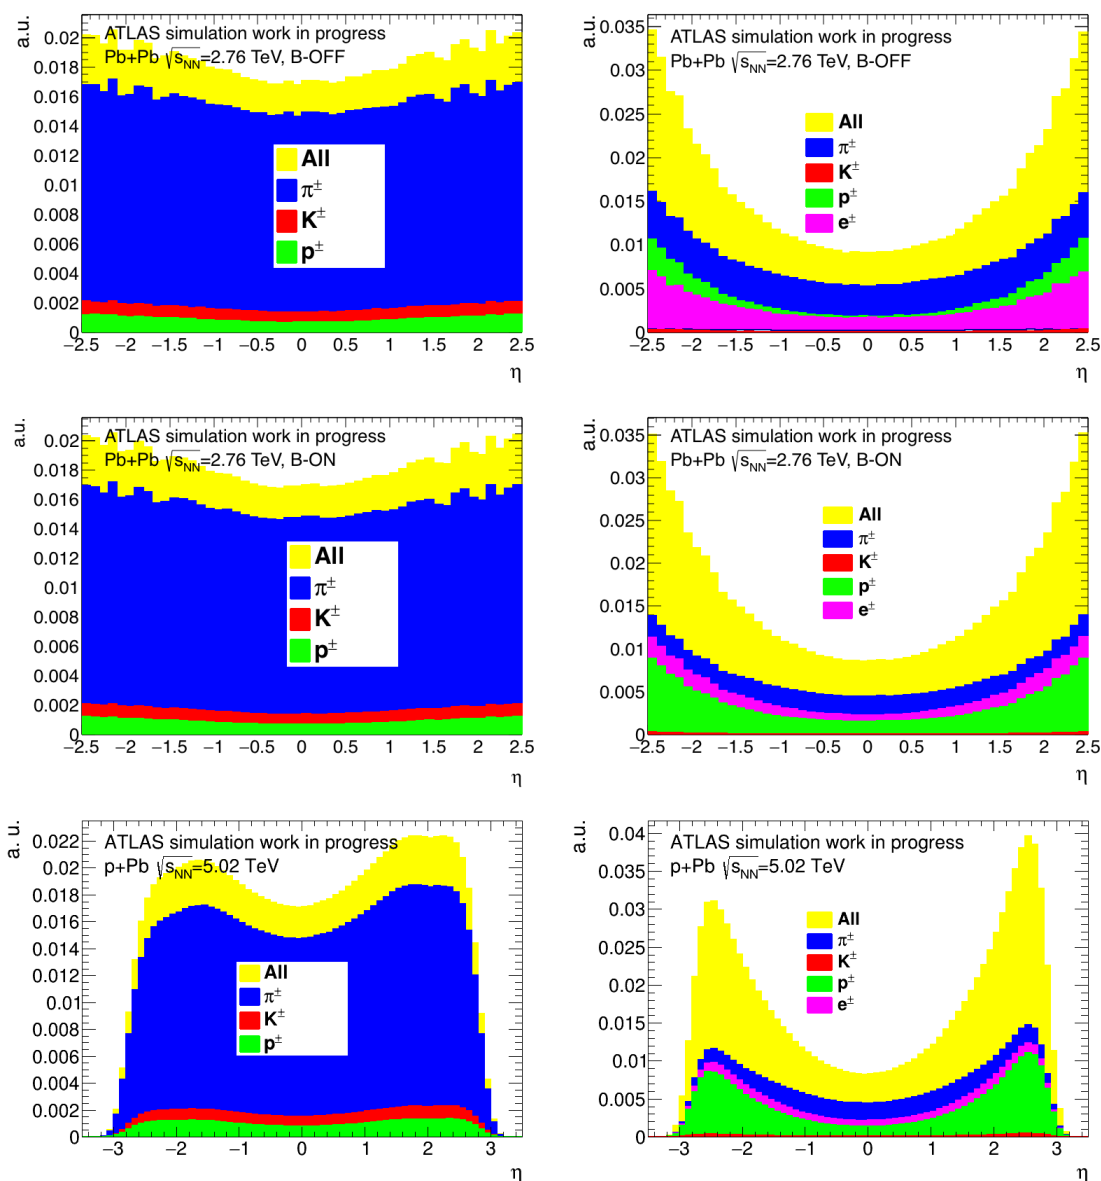 a.u.
ATLAS simulation work in progress
Pb+Pb √sNN=2.76 TeV, B-OFF
0.02
0.018
0.016
0.014
0.012
0.01
0.008
0.006
0.004
0.002
0
All
π±
K±
p±
−2.5 −2 −1.5 −1 −0.5 0 0.5 1 1.5 2 2.5
η
a.u.
ATLAS simulation work in progress
Pb+Pb √sNN=2.76 TeV, B-OFF
0.035
0.03
0.025
0.02
0.015
0.01
0.005
0
All
π±
K±
p±
e±
−2.5 −2 −1.5 −1 −0.5 0 0.5 1 1.5 2 2.5
η
a.u.
ATLAS simulation work in progress
Pb+Pb √sNN=2.76 TeV, B-ON
0.02
0.018
0.016
0.014
0.012
0.01
0.008
0.006
0.004
0.002
0
All
π±
K±
p±
−2.5 −2 −1.5 −1 −0.5 0 0.5 1 1.5 2 2.5
η
a.u.
ATLAS simulation work in progress
Pb+Pb √sNN=2.76 TeV, B-ON
0.035
0.03
0.025
0.02
0.015
0.01
0.005
0
All
π±
K±
p±
e±
−2.5 −2 −1.5 −1 −0.5 0 0.5 1 1.5 2 2.5
η
a. u.
ATLAS simulation work in progress
p+Pb √sNN=5.02 TeV
0.022
0.02
0.018
0.016
0.014
0.012
0.01
0.008
0.006
0.004
0.002
0
All
π±
K±
p±
−3 −2 −1 0 1 2 3
η
a. u.
ATLAS simulation work in progress
p+Pb √sNN=5.02 TeV
0.04
0.035
0.03
0.025
0.02
0.015
0.01
0.005
0
All
π±
K±
p±
e±
−3 −2 −1 0 1 2 3
η